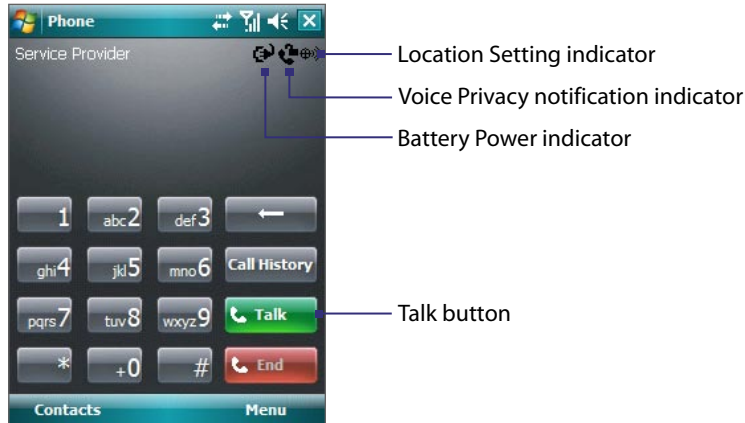 Phone
Service Provider
Location Setting indicator
Voice Privacy notification indicator
Battery Power indicator
1 abc2 def3
ghi4 jkl5 mno6 Call History
pqrs7 tuv8 wxyz9 Talk
Talk button
* +0 # End
Contacts Menu